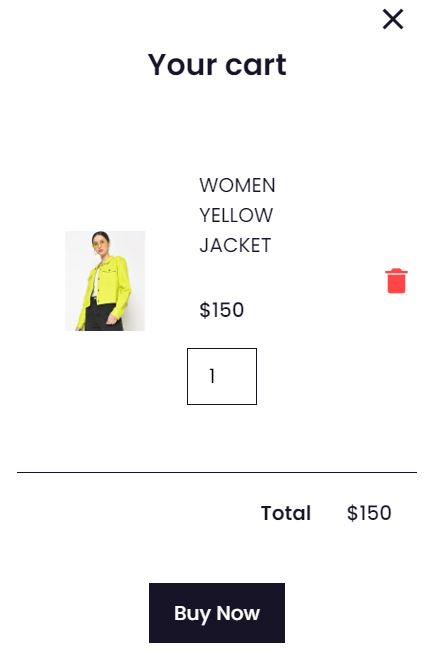 Your cart
WOMEN
YELLOW
JACKET
$150
1
Total $150
Buy Now